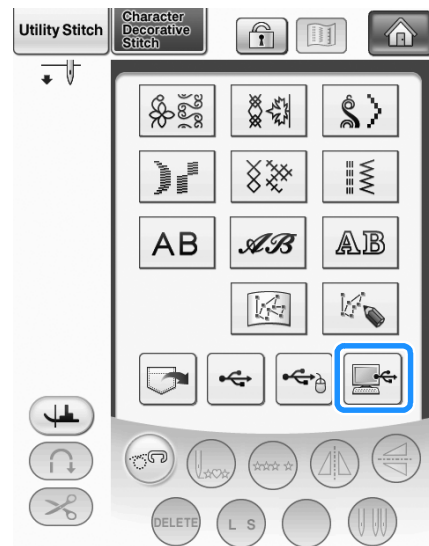 Utility Stitch
Character
Decorative
Stitch
AB
AB
AB
DELETE
L S